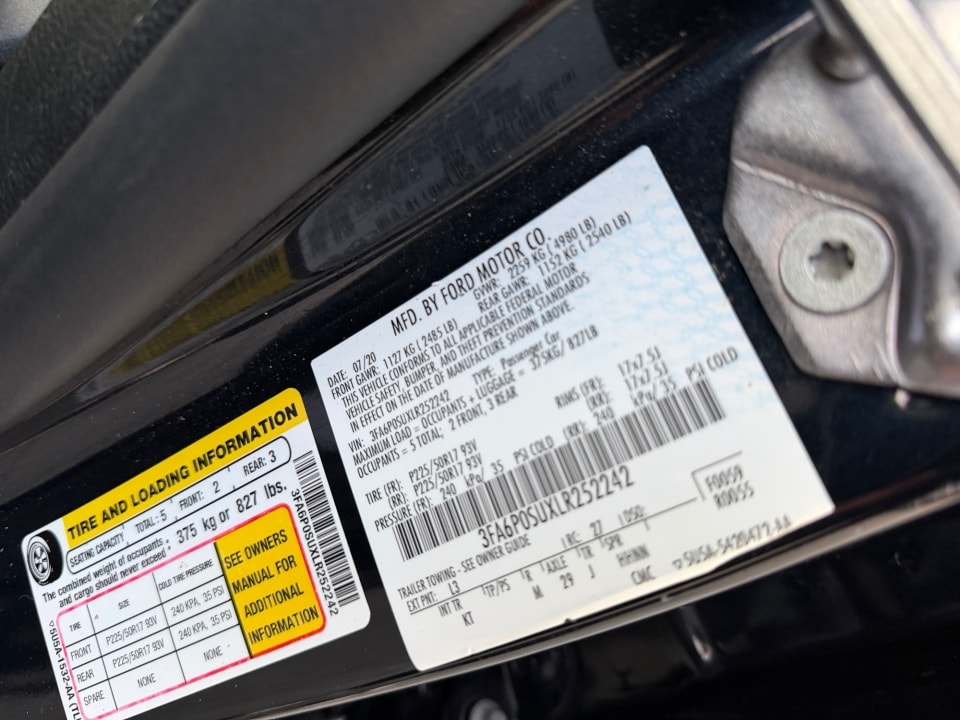 MFD. BY FORD MOTOR CO.
DATE: 07/20 GVWR: 2259 KG ( 4980 LB)
FRONT GAWR: 1127 KG ( 2485 LB) REAR GAWR: 1152 KG ( 2540 LB)
THIS VEHICLE CONFORMS TO ALL APPLICABLE FEDERAL MOTOR
VEHICLE SAFETY, BUMPER, AND THEFT PREVENTION STANDARDS
IN EFFECT ON THE DATE OF MANUFACTURE SHOWN ABOVE.
VIN: 3FA6P0SUXLR252242 TYPE: Passenger Car
MAXIMUM LOAD = OCCUPANTS + LUGGAGE = 375KG/ 827LB
OCCUPANTS = 5 TOTAL; 2 FRONT, 3 REAR
TIRE (FR): P225/50R17 93V RIMS (FR): 17x7.5J
(RR): P225/50R17 93V (RR): 17x7.5J
PRESSURE (FR): 240 kPa/ 35 PSI COLD (RR): 240 kPa/ 35 PSI COLD
3FA6P0SUXLR252242
TRAILER TOWING - SEE OWNER GUIDE
F0059
R0055
EXT PNT: L3 RC: 27 DSO:
INT TR TP/PS R AXLE TR SPR
KT M 29 J
5U5A-5420472-AA
TIRE AND LOADING INFORMATION
SEATING CAPACITY TOTAL: 5 FRONT: 2 REAR: 3
The combined weight of occupants and cargo should never exceed : 375 kg or 827 lbs.
TIRE SIZE COLD TIRE PRESSURE
FRONT P225/50R17 93V 240 KPA, 35 PSI
REAR P225/50R17 93V 240 KPA, 35 PSI
SPARE NONE NONE
SEE OWNERS
MANUAL FOR
ADDITIONAL
INFORMATION
3FA6P0SUXLR252242
5U5A-1532-AA